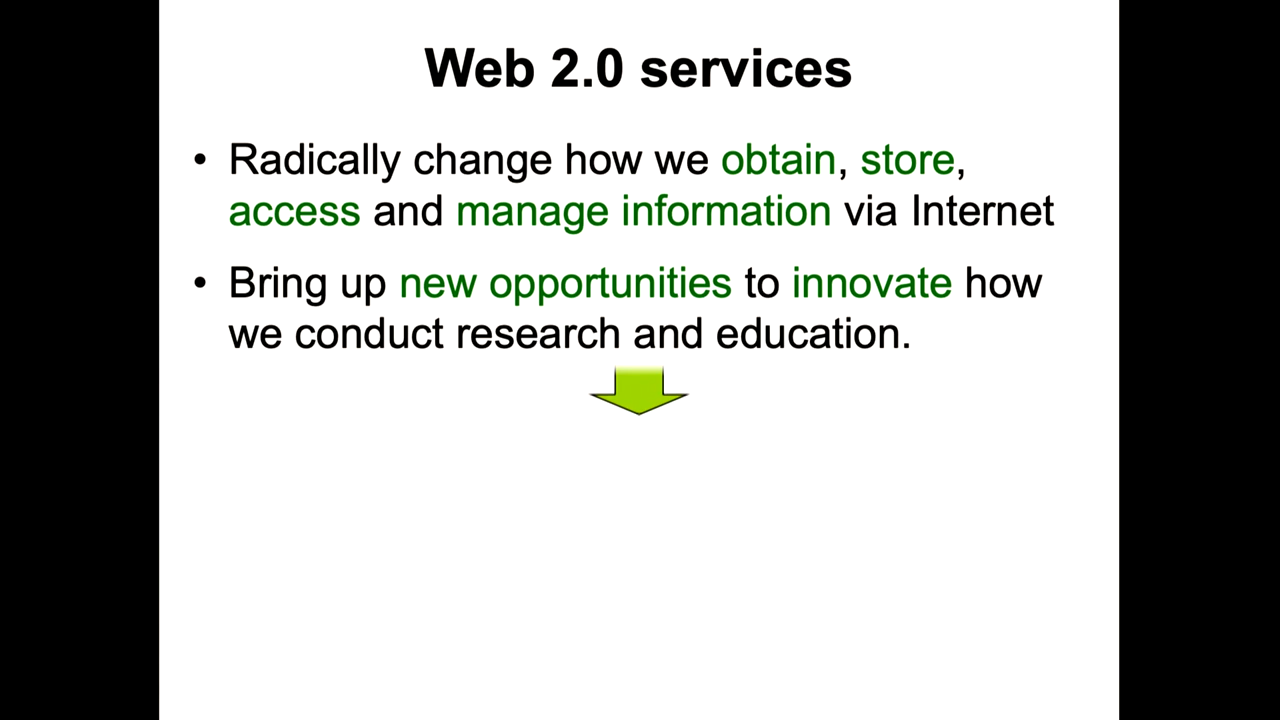 Web 2.0 services
• Radically change how we obtain, store,
access and manage information via Internet
• Bring up new opportunities to innovate how
we conduct research and education.